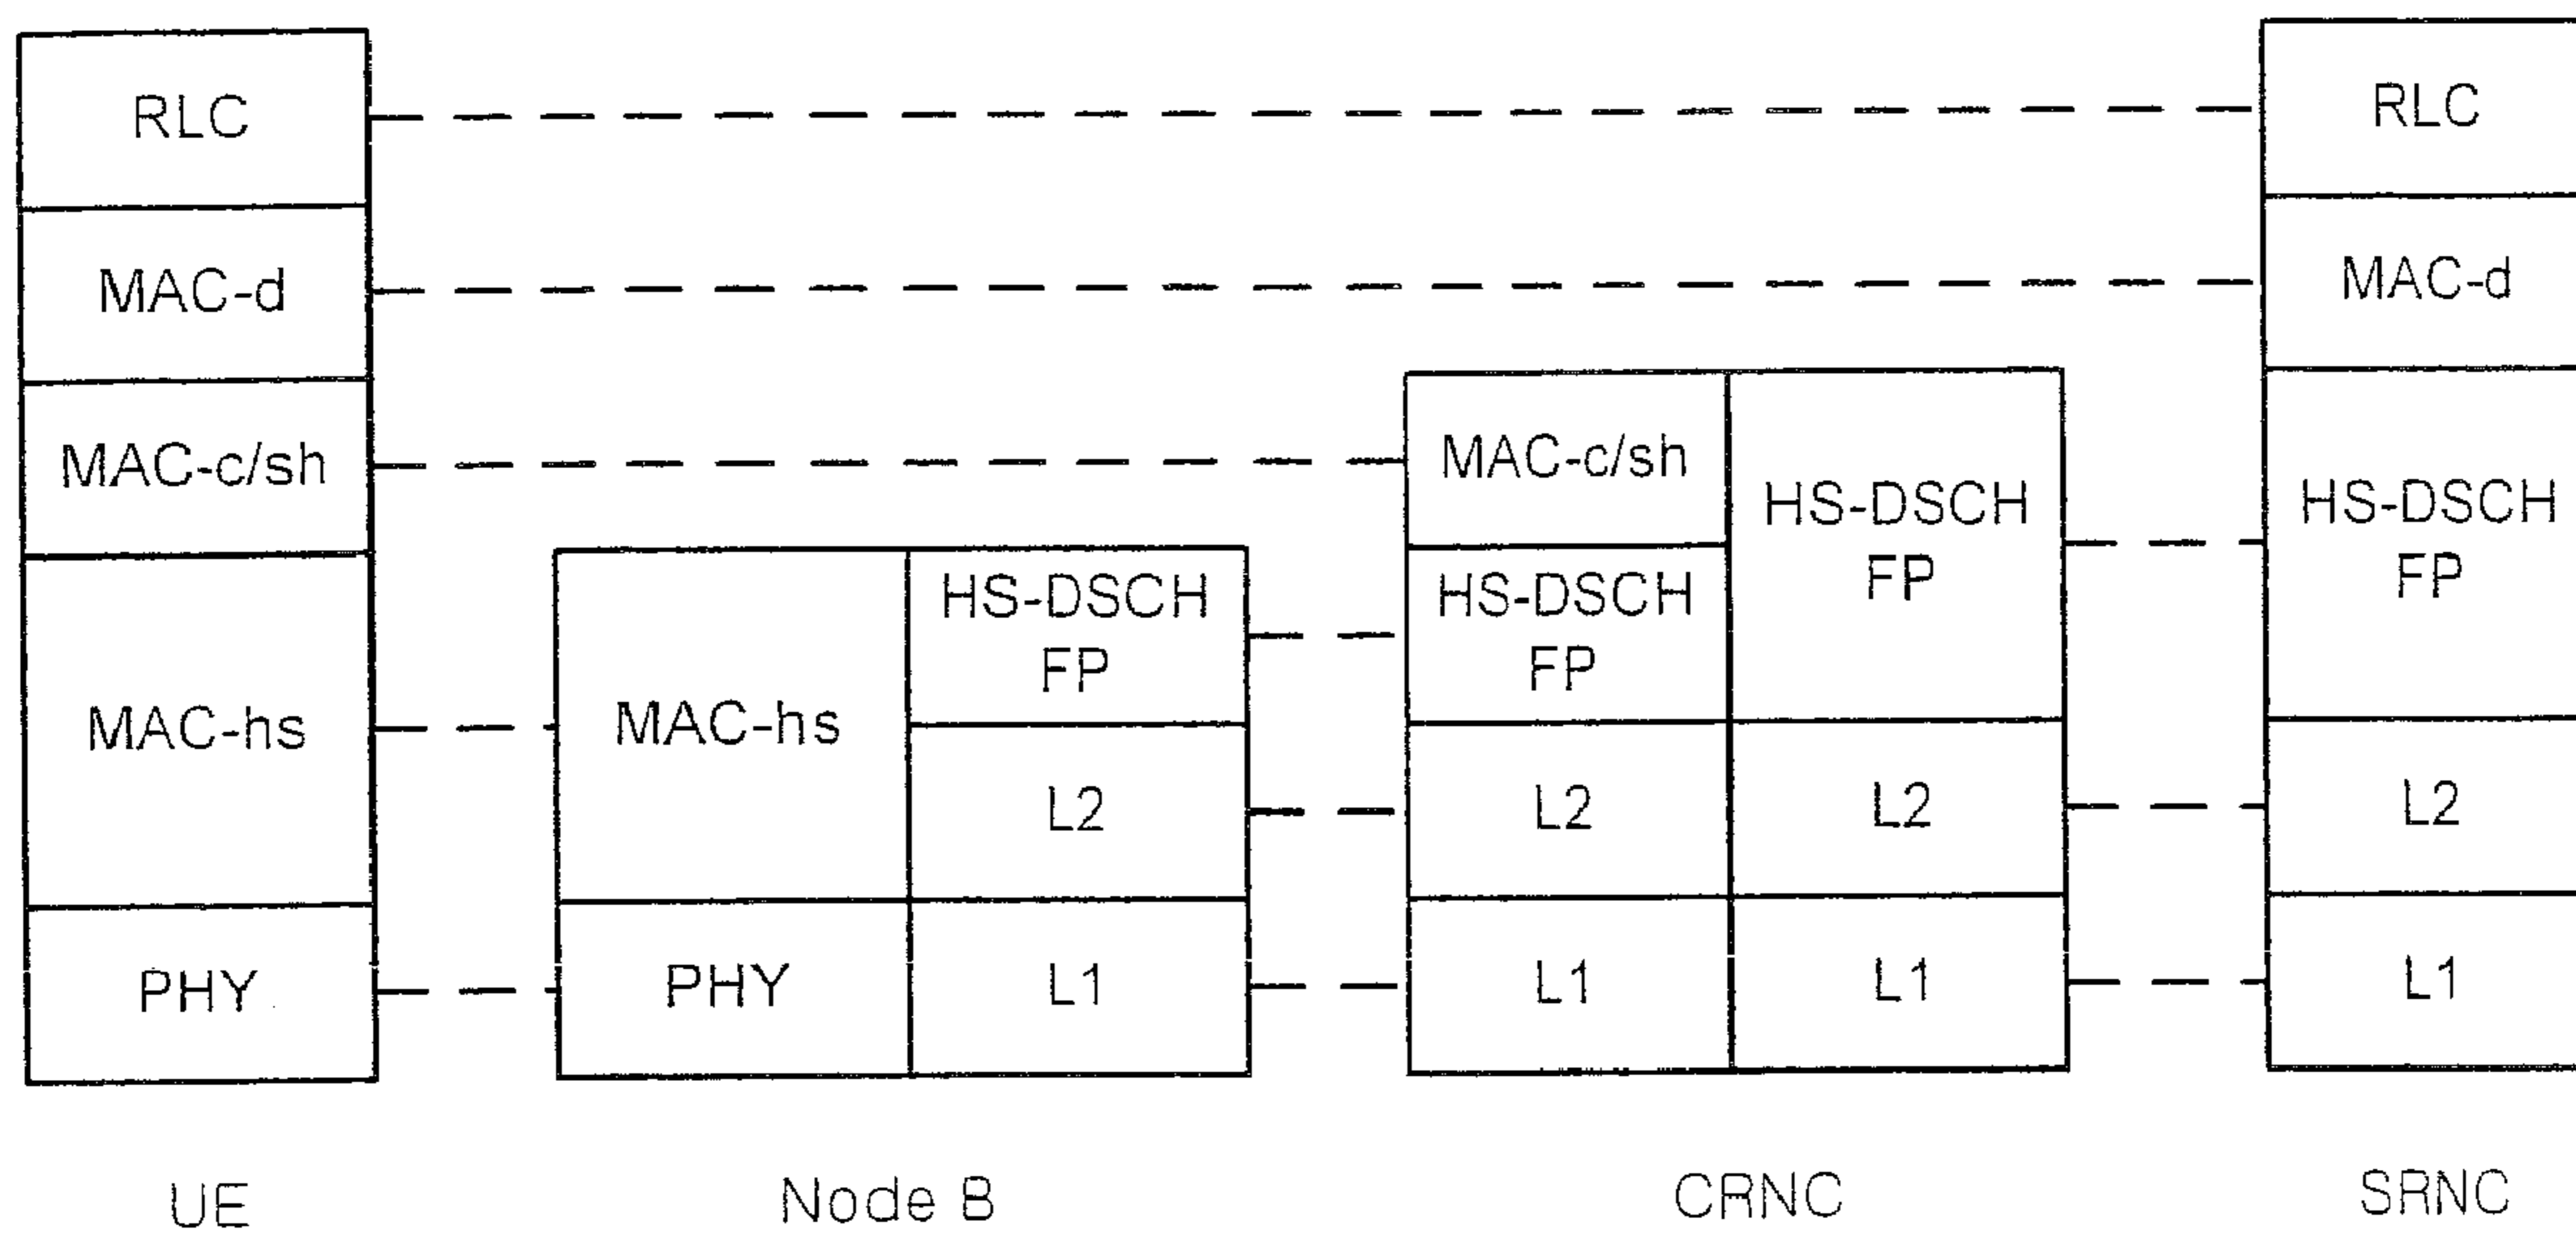 RLC
MAC-d
MAC-c/sh
MAC-hs
PHY
UE
MAC-hs
PHY
HS-DSCH
FP
L2
L1
Node B
MAC-c/sh
HS-DSCH
FP
L2
L1
HS-DSCH
FP
L2
L1
CRNC
RLC
MAC-d
HS-DSCH
FP
L2
L1
SRNC